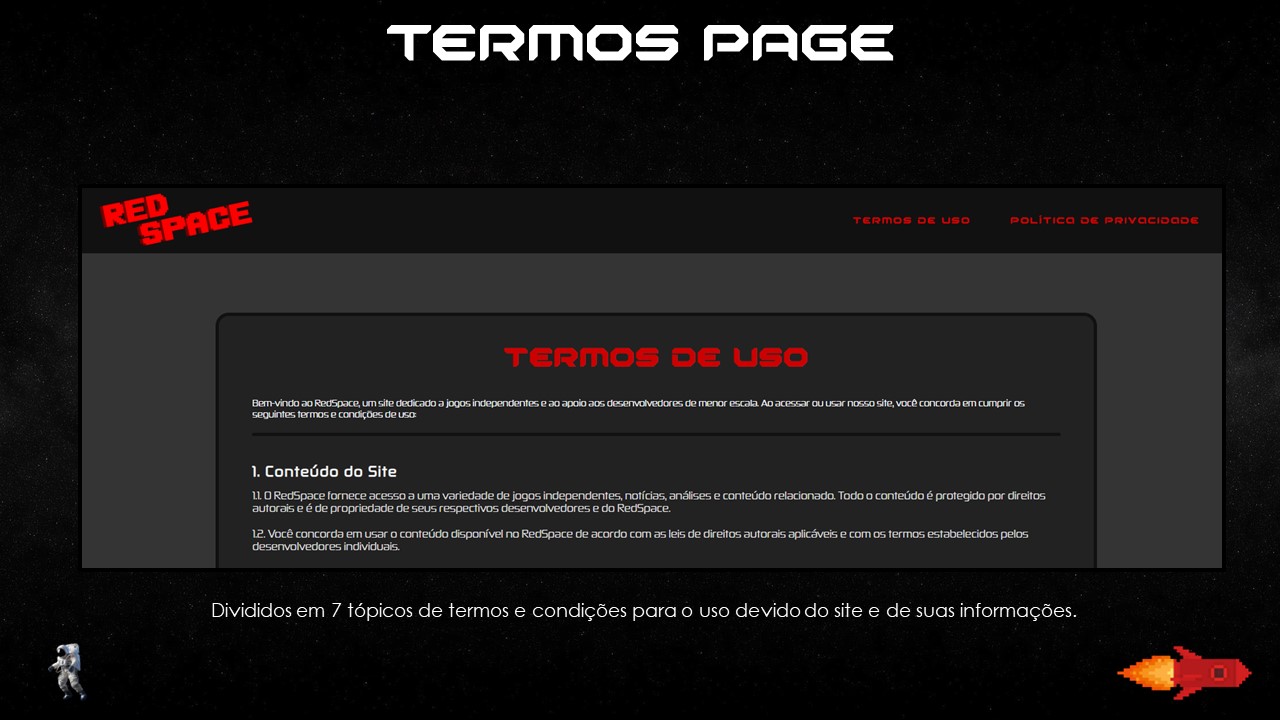 TERMOS PAGE
RED
SPACE
TERMOS DE USO
POLÍTICA DE PRIVACIDADE
TERMOS DE USO
Bem-vindo ao RedSpace, um site dedicado a jogos independentes e ao apoio aos desenvolvedores de menor escala. Ao acessar ou usar nosso site, você concorda em cumprir os
seguintes termos e condições de uso:
1. Conteúdo do Site
1.1. O RedSpace fornece acesso a uma variedade de jogos independentes, notícias, análises e conteúdo relacionado. Todo o conteúdo é protegido por direitos
autorais e é de propriedade de seus respectivos desenvolvedores e do RedSpace.
1.2. Você concorda em usar o conteúdo disponível no RedSpace de acordo com as leis de direitos autorais aplicáveis e com os termos estabelecidos pelos
desenvolvedores individuais.
Divididos em 7 tópicos de termos e condições para o uso devido do site e de suas informações.